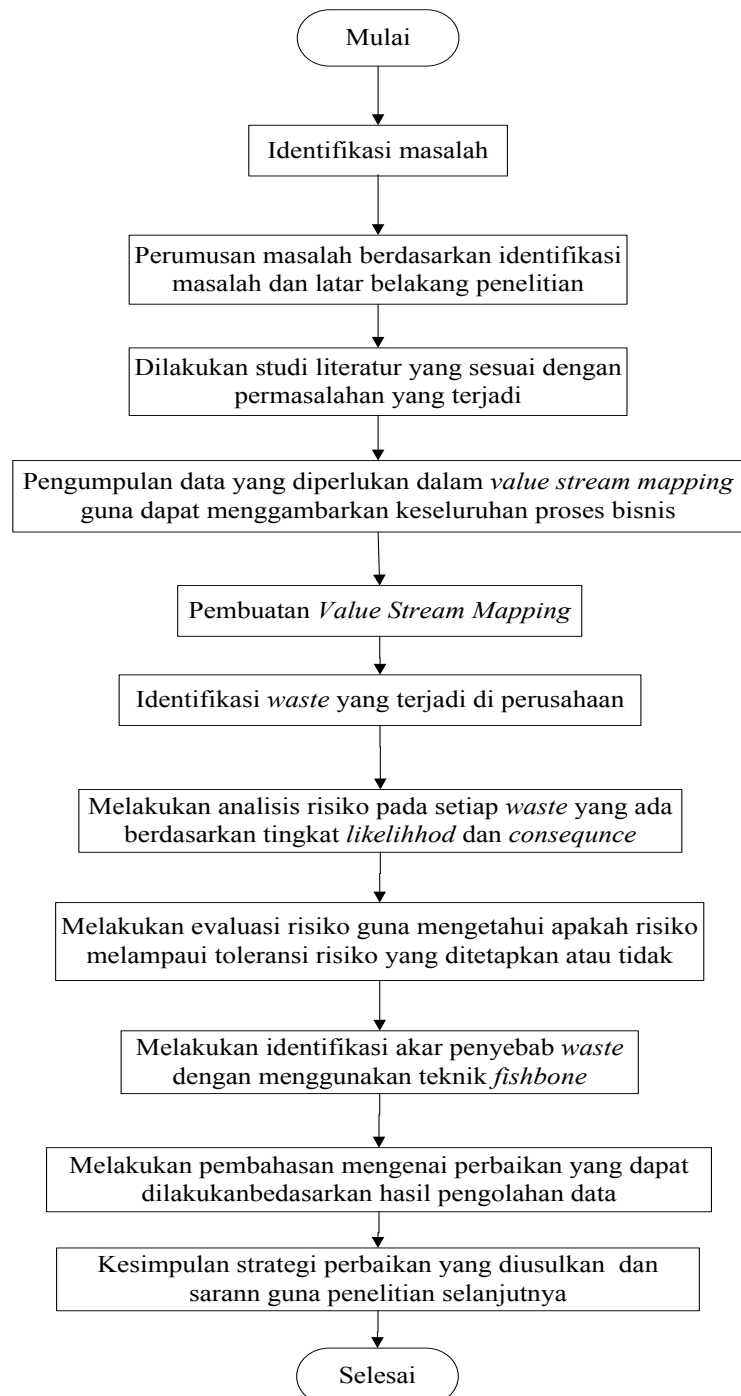 Mulai
Identifikasi masalah
Perumusan masalah berdasarkan identifikasi
masalah dan latar belakang penelitian
Dilakukan studi literatur yang sesuai dengan
permasalahan yang terjadi
Pengumpulan data yang diperlukan dalam value stream mapping
guna dapat menggambarkan keseluruhan proses bisnis
Pembuatan Value Stream Mapping
Identifikasi waste yang terjadi di perusahaan
Melakukan analisis risiko pada setiap waste yang ada
berdasarkan tingkat likelihhod dan consequnce
Melakukan evaluasi risiko guna mengetahui apakah risiko
melampaui toleransi risiko yang ditetapkan atau tidak
Melakukan identifikasi akar penyebab waste
dengan menggunakan teknik fishbone
Melakukan pembahasan mengenai perbaikan yang dapat
dilakukanbedasarkan hasil pengolahan data
Kesimpulan strategi perbaikan yang diusulkan  dan
sarann guna penelitian selanjutnya
Selesai